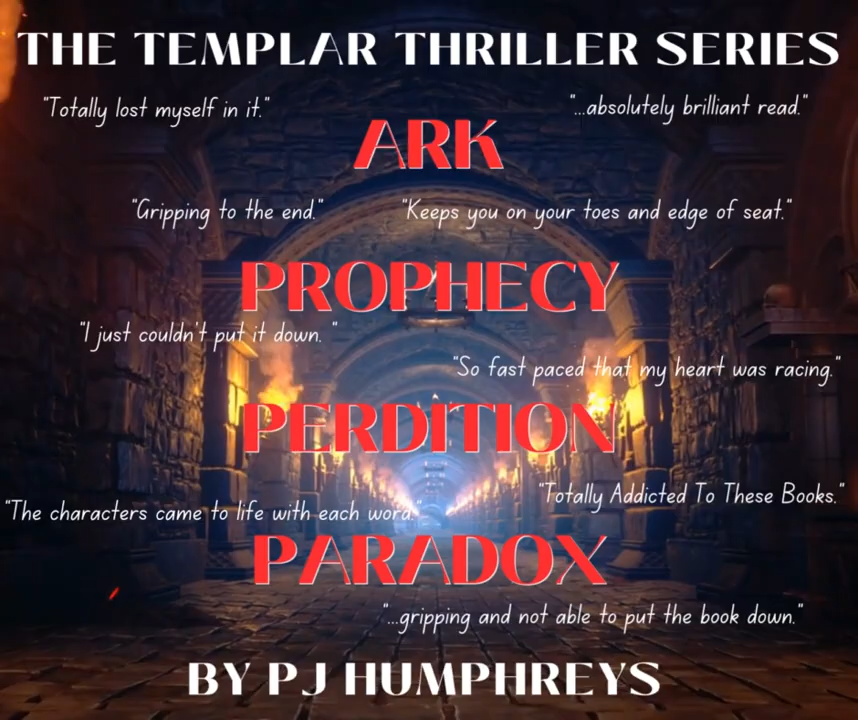 THE TEMPLAR THRILLER SERIES
"Totally lost myself in it."
"...absolutely brilliant read."
ARK
"Gripping to the end."
"Keeps you on your toes and edge of seat."
PROPHECY
"I just couldn't put it down. "
"So fast paced that my heart was racing."
PERDITION
"Totally Addicted To These Books."
"The characters came to life with each word."
PARADOX
"...gripping and not able to put the book down."
BY PJ HUMPHREYS